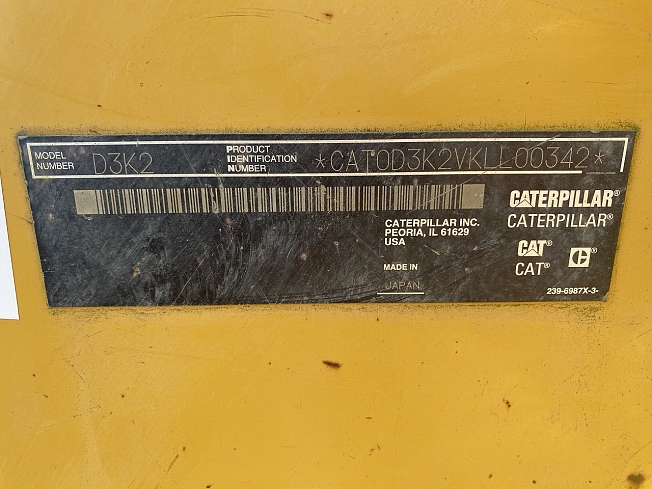 MODEL NUMBER D3K2
PRODUCT IDENTIFICATION NUMBER *CAT0D3K2VKLL00342*
CATERPILLAR®
CATERPILLAR INC.
PEORIA, IL 61629
USA
CATERPILLAR®
CAT®
MADE IN
CAT®
JAPAN
239-6987X-3-